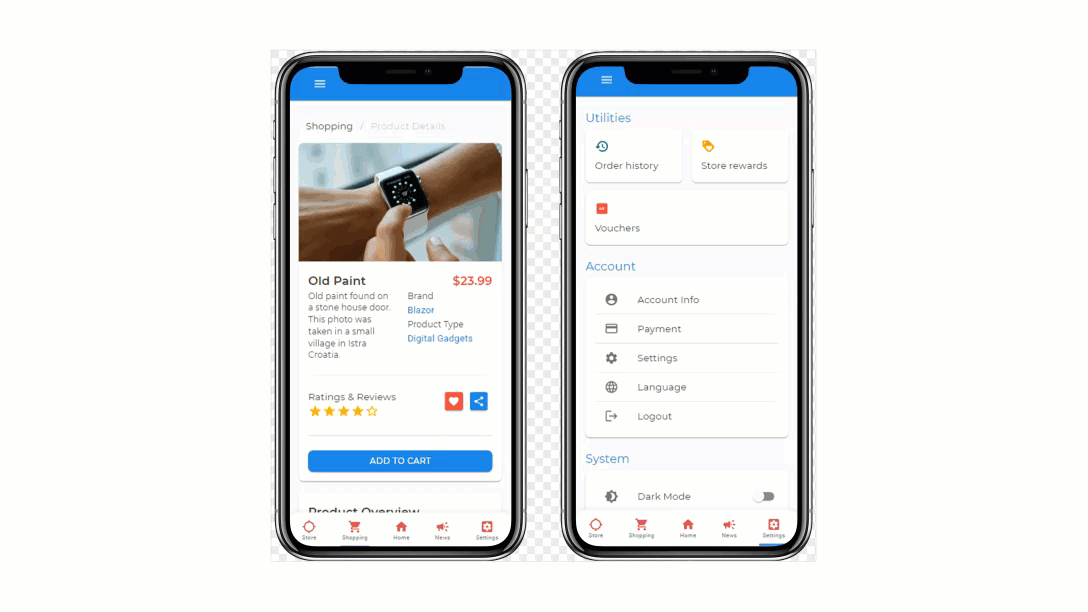 Shopping / Product Details
Old Paint
$23.99
Old paint found on
a stone house door.
This photo was
taken in a small
village in Istra
Croatia.
Brand
Blazor
Product Type
Digital Gadgets
Ratings & Reviews
ADD TO CART
Product Overview
Store
Shopping
Home
News
Settings
Utilities
Order history
Store rewards
Vouchers
Account
Account Info
Payment
Settings
Language
Logout
System
Dark Mode
Store
Shopping
Home
News
Settings